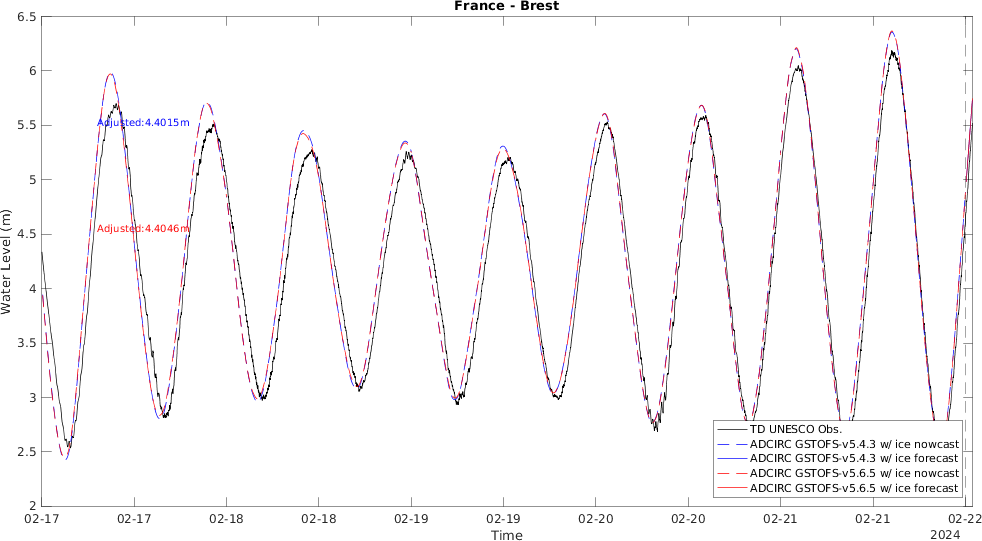 France - Brest
6.5
6
5.5
5
4.5
4
3.5
3
2.5
2
Water Level (m)
Adjusted:4.4015m
Adjusted:4.4046m
TD UNESCO Obs.
ADCIRC GSTOFS-v5.4.3 w/ ice nowcast
ADCIRC GSTOFS-v5.4.3 w/ ice forecast
ADCIRC GSTOFS-v5.6.5 w/ ice nowcast
ADCIRC GSTOFS-v5.6.5 w/ ice forecast
02-17 02-17 02-18 02-18 02-19 02-19 02-20 02-20 02-21 02-21 02-22
Time 2024